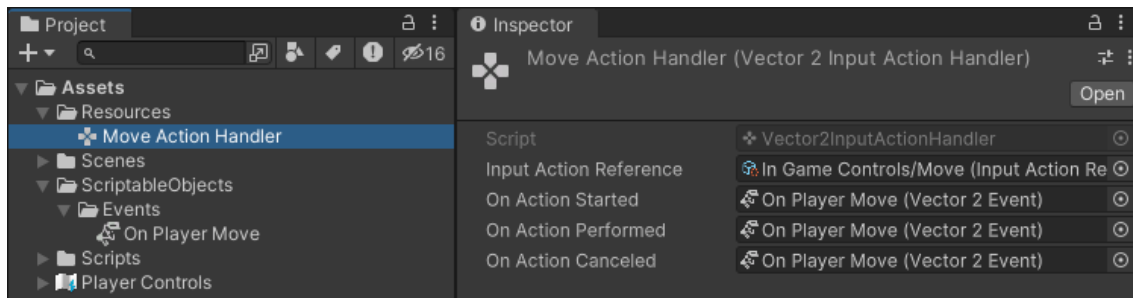 Project
16
Assets
Resources
Move Action Handler
Scenes
ScriptableObjects
Events
On Player Move
Scripts
Player Controls
Inspector
Move Action Handler (Vector 2 Input Action Handler)
Open
Script Vector2InputActionHandler
Input Action Reference In Game Controls/Move (Input Action Re
On Action Started On Player Move (Vector 2 Event)
On Action Performed On Player Move (Vector 2 Event)
On Action Canceled On Player Move (Vector 2 Event)